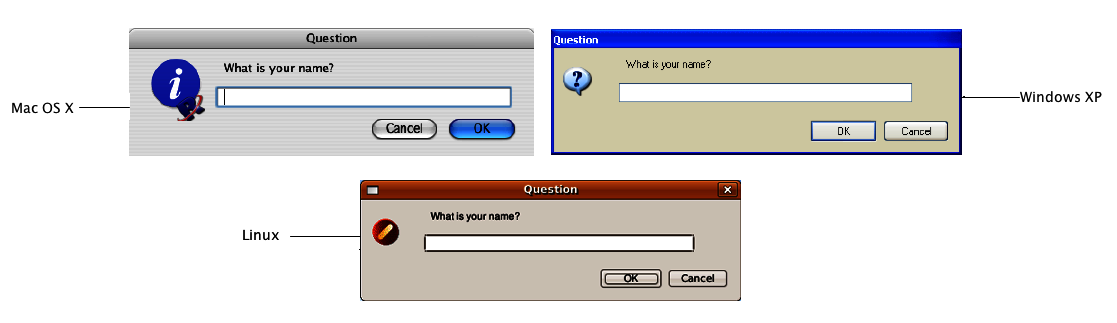 Question
What is your name?
Cancel OK
Mac OS X
Question
What is your name?
OK Cancel
Windows XP
Question
What is your name?
OK Cancel
Linux